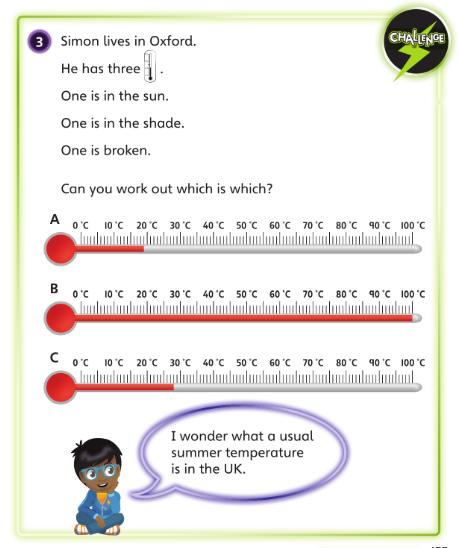 CHALLENGE
3 Simon lives in Oxford.
He has three .
One is in the sun.
One is in the shade.
One is broken.
Can you work out which is which?
A
0 °C 10 °C 20 °C 30 °C 40 °C 50 °C 60 °C 70 °C 80 °C 90 °C 100 °C
B
0 °C 10 °C 20 °C 30 °C 40 °C 50 °C 60 °C 70 °C 80 °C 90 °C 100 °C
C
0 °C 10 °C 20 °C 30 °C 40 °C 50 °C 60 °C 70 °C 80 °C 90 °C 100 °C
I wonder what a usual
summer temperature
is in the UK.